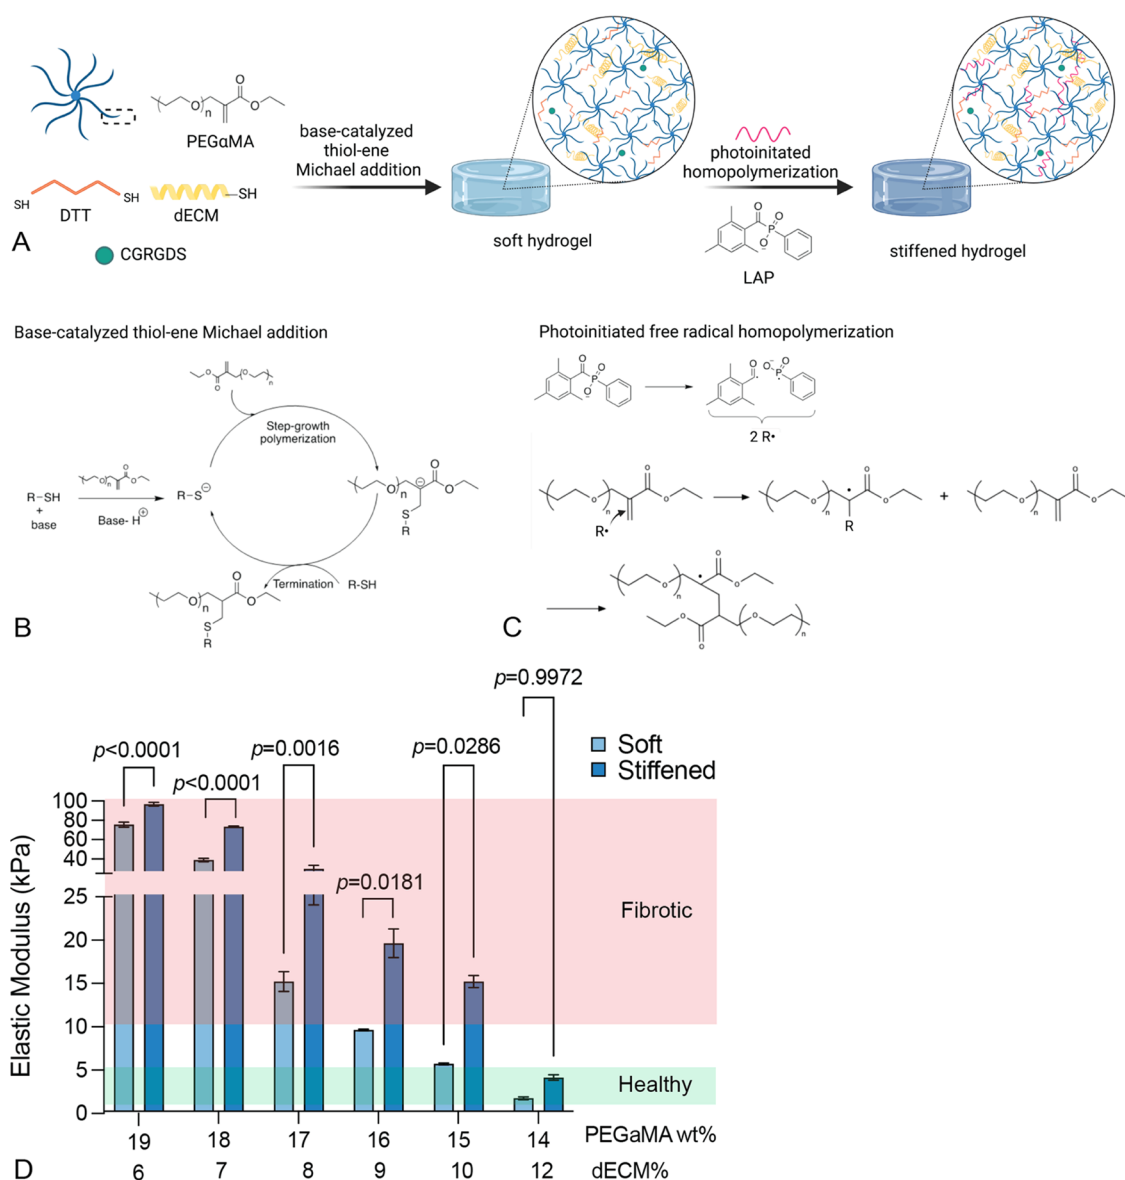 PEGαMA
n
SH
DTT
SH
dECM
SH
CGRGDS
A
base-catalyzed
thiol-ene
Michael addition
soft hydrogel
photoinitated
homopolymerization
LAP
stiffened hydrogel
Base-catalyzed thiol-ene Michael addition
Step-growth
polymerization
R-SH
+
base
Base- H⊕
R-S⊖
Termination
R-SH
B
Photoinitiated free radical homopolymerization
2 R•
R•
R
+
C
p=0.9972
p<0.0001
p<0.0001
p=0.0016
p=0.0286
p=0.0181
Soft
Stiffened
Elastic Modulus (kPa)
100
80
60
40
25
20
15
10
5
0
Fibrotic
Healthy
19 18 17 16 15 14 PEGaMA wt%
6 7 8 9 10 12 dECM%
D